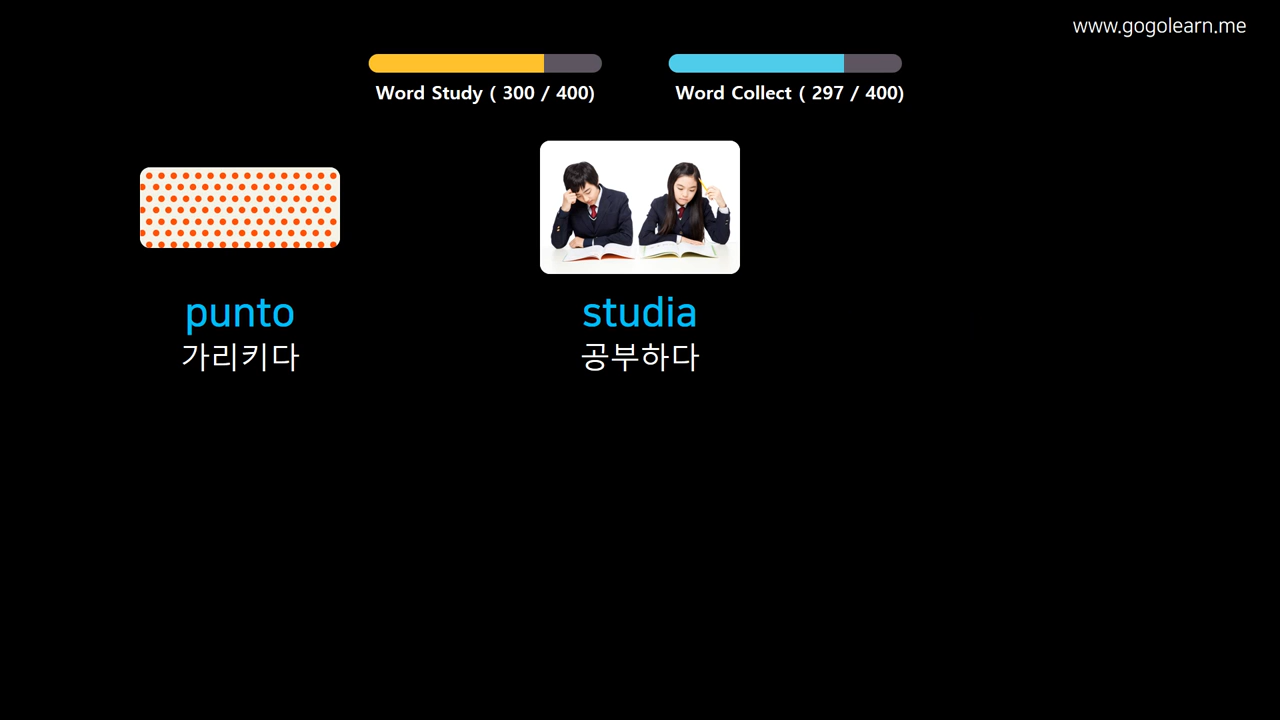 www.gogolearn.me
Word Study ( 300 / 400)
Word Collect ( 297 / 400)
punto
가리키다
studia
공부하다